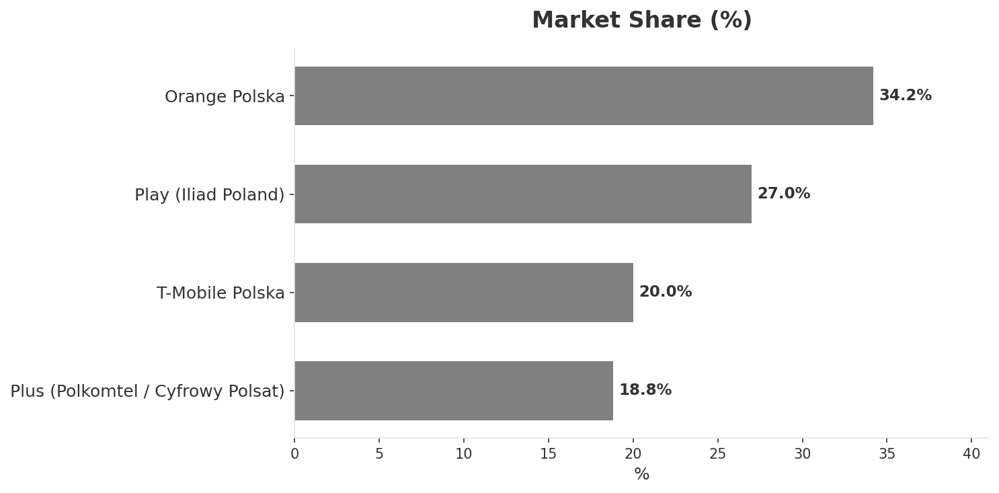 Market Share (%)
Orange Polska
34.2%
Play (Iliad Poland)
27.0%
T-Mobile Polska
20.0%
Plus (Polkomtel / Cyfrowy Polsat)
18.8%
0 5 10 15 20 25 30 35 40
%